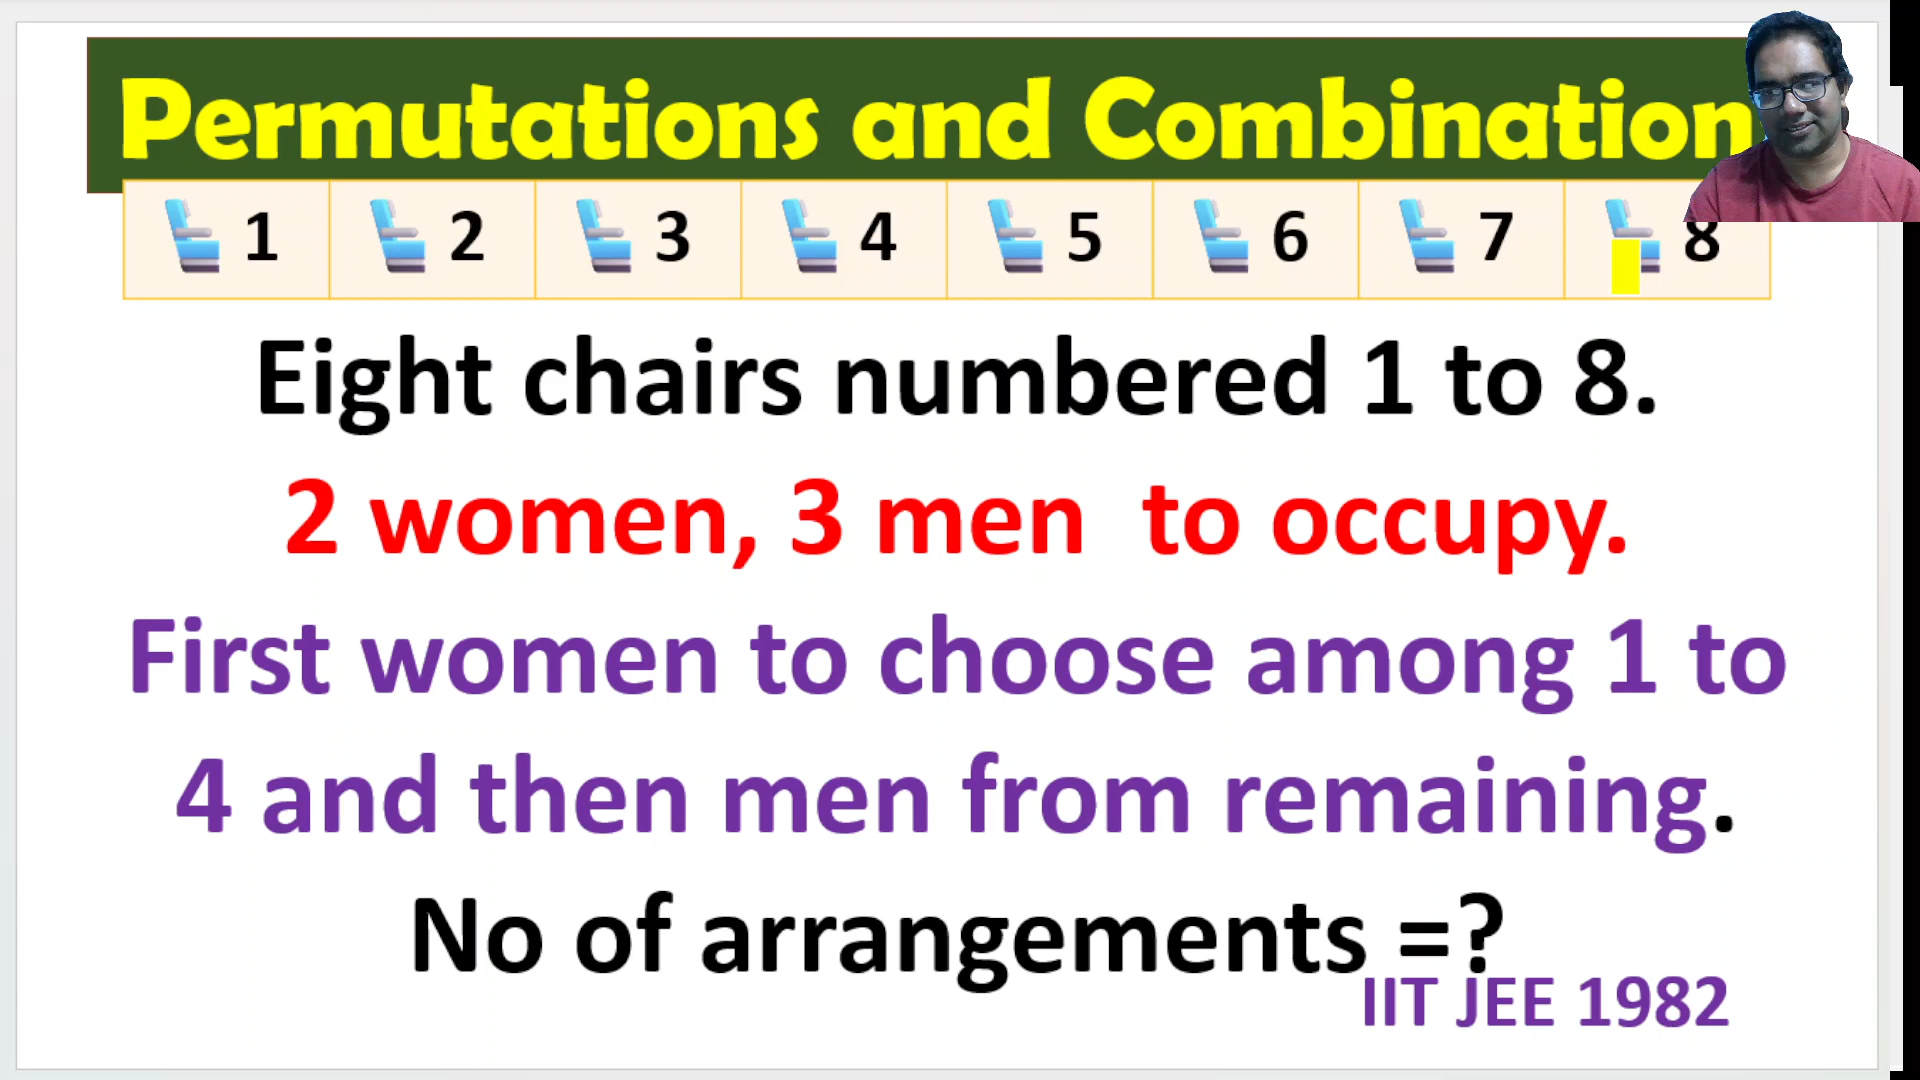 Permutations and Combination
1 2 3 4 5 6 7 8
Eight chairs numbered 1 to 8.
2 women, 3 men to occupy.
First women to choose among 1 to
4 and then men from remaining.
No of arrangements =?
IIT JEE 1982